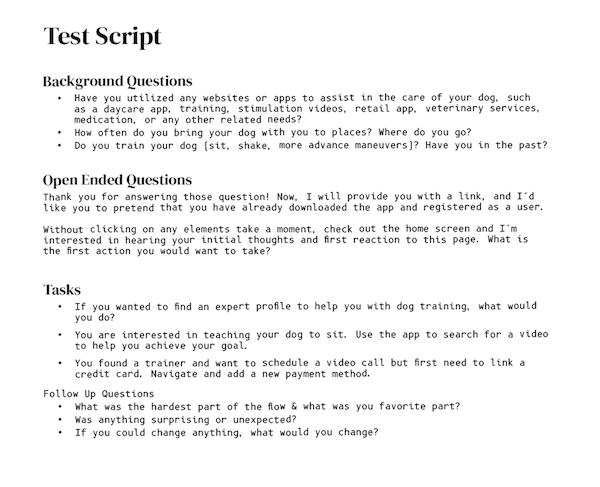 Test Script
Background Questions
• Have you utilized any websites or apps to assist in the care of your dog, such
as a daycare app, training, stimulation videos, retail app, veterinary services,
medication, or any other related needs?
• How often do you bring your dog with you to places? Where do you go?
• Do you train your dog [sit, shake, more advance maneuvers]? Have you in the past?
Open Ended Questions
Thank you for answering those question! Now, I will provide you with a link, and I´d
like you to pretend that you have already downloaded the app and registered as a user.
Without clicking on any elements take a moment, check out the home screen and I´m
interested in hearing your initial thoughts and first reaction to this page. What is
the first action you would want to take?
Tasks
• If you wanted to find an expert profile to help you with dog training, what would
you do?
• You are interested in teaching your dog to sit. Use the app to search for a video
to help you achieve your goal.
• You found a trainer and want to schedule a video call but first need to link a
credit card. Navigate and add a new payment method.
Follow Up Questions
• What was the hardest part of the flow & what was you favorite part?
• Was anything surprising or unexpected?
• If you could change anything, what would you change?